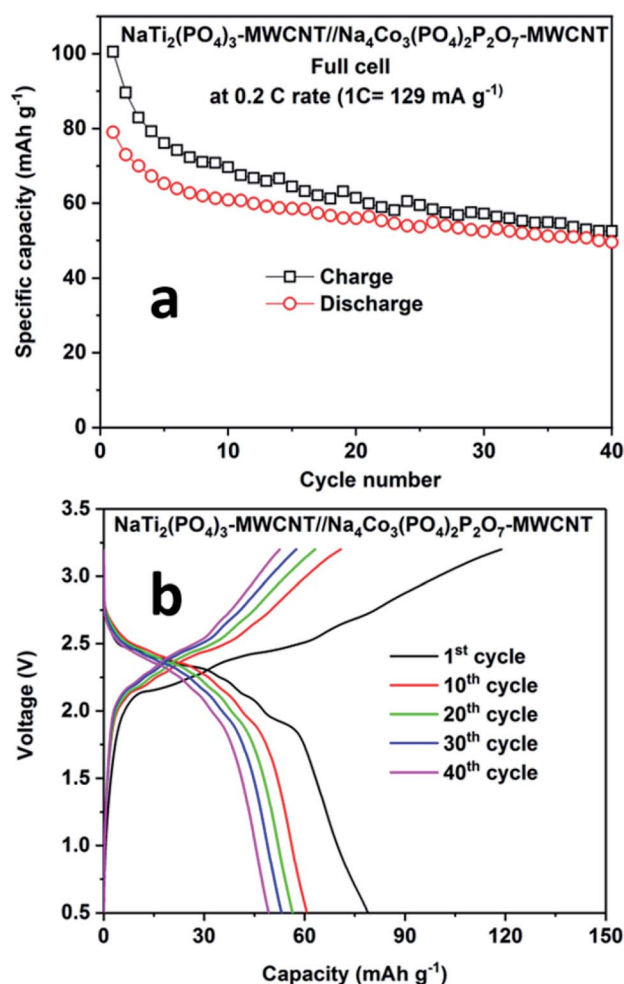 NaTi₂(PO₄)₃-MWCNT//Na₄Co₃(PO₄)₂P₂O₇-MWCNT
Full cell
at 0.2 C rate (1C= 129 mA g⁻¹)
Specific capacity (mAh g⁻¹)
100
80
60
40
20
0
Charge
Discharge
a
0 10 20 30 40
Cycle number
NaTi₂(PO₄)₃-MWCNT//Na₄Co₃(PO₄)₂P₂O₇-MWCNT
b
Voltage (V)
3.5
3.0
2.5
2.0
1.5
1.0
0.5
1ˢᵗ cycle
10ᵗʰ cycle
20ᵗʰ cycle
30ᵗʰ cycle
40ᵗʰ cycle
0 30 60 90 120 150
Capacity (mAh g⁻¹)